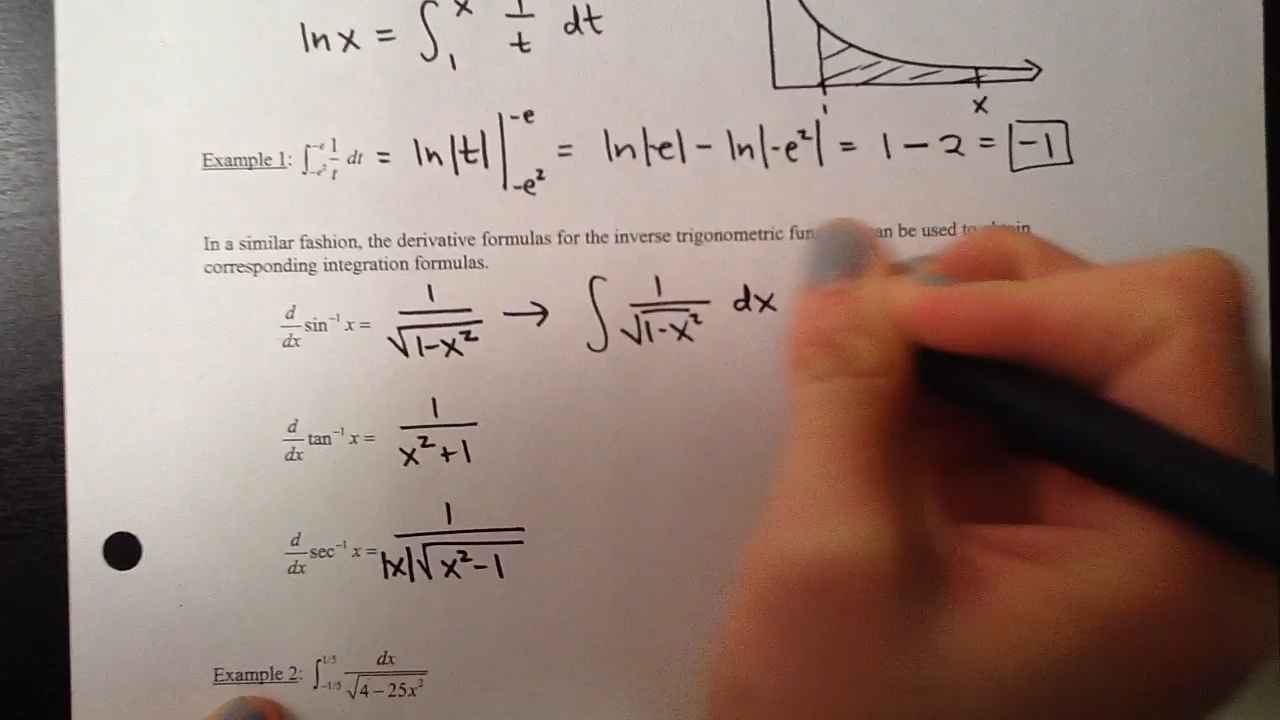 ln x = ∫₁ˣ 1/t dt
1 x
Example 1: ∫_{-e²}^{-e} 1/t dt = ln|t| |_{-e²}^{-e} = ln|-e| - ln|-e²| = 1 - 2 = -1
In a similar fashion, the derivative formulas for the inverse trigonometric can be used to
corresponding integration formulas.
d/dx sin⁻¹ x = 1/√(1-x²) → ∫ 1/√(1-x²) dx
d/dx tan⁻¹ x = 1/(x²+1)
d/dx sec⁻¹ x = 1/(|x|√(x²-1))
Example 2: ∫_{-1/5}^{1/5} dx/√(4-25x²)